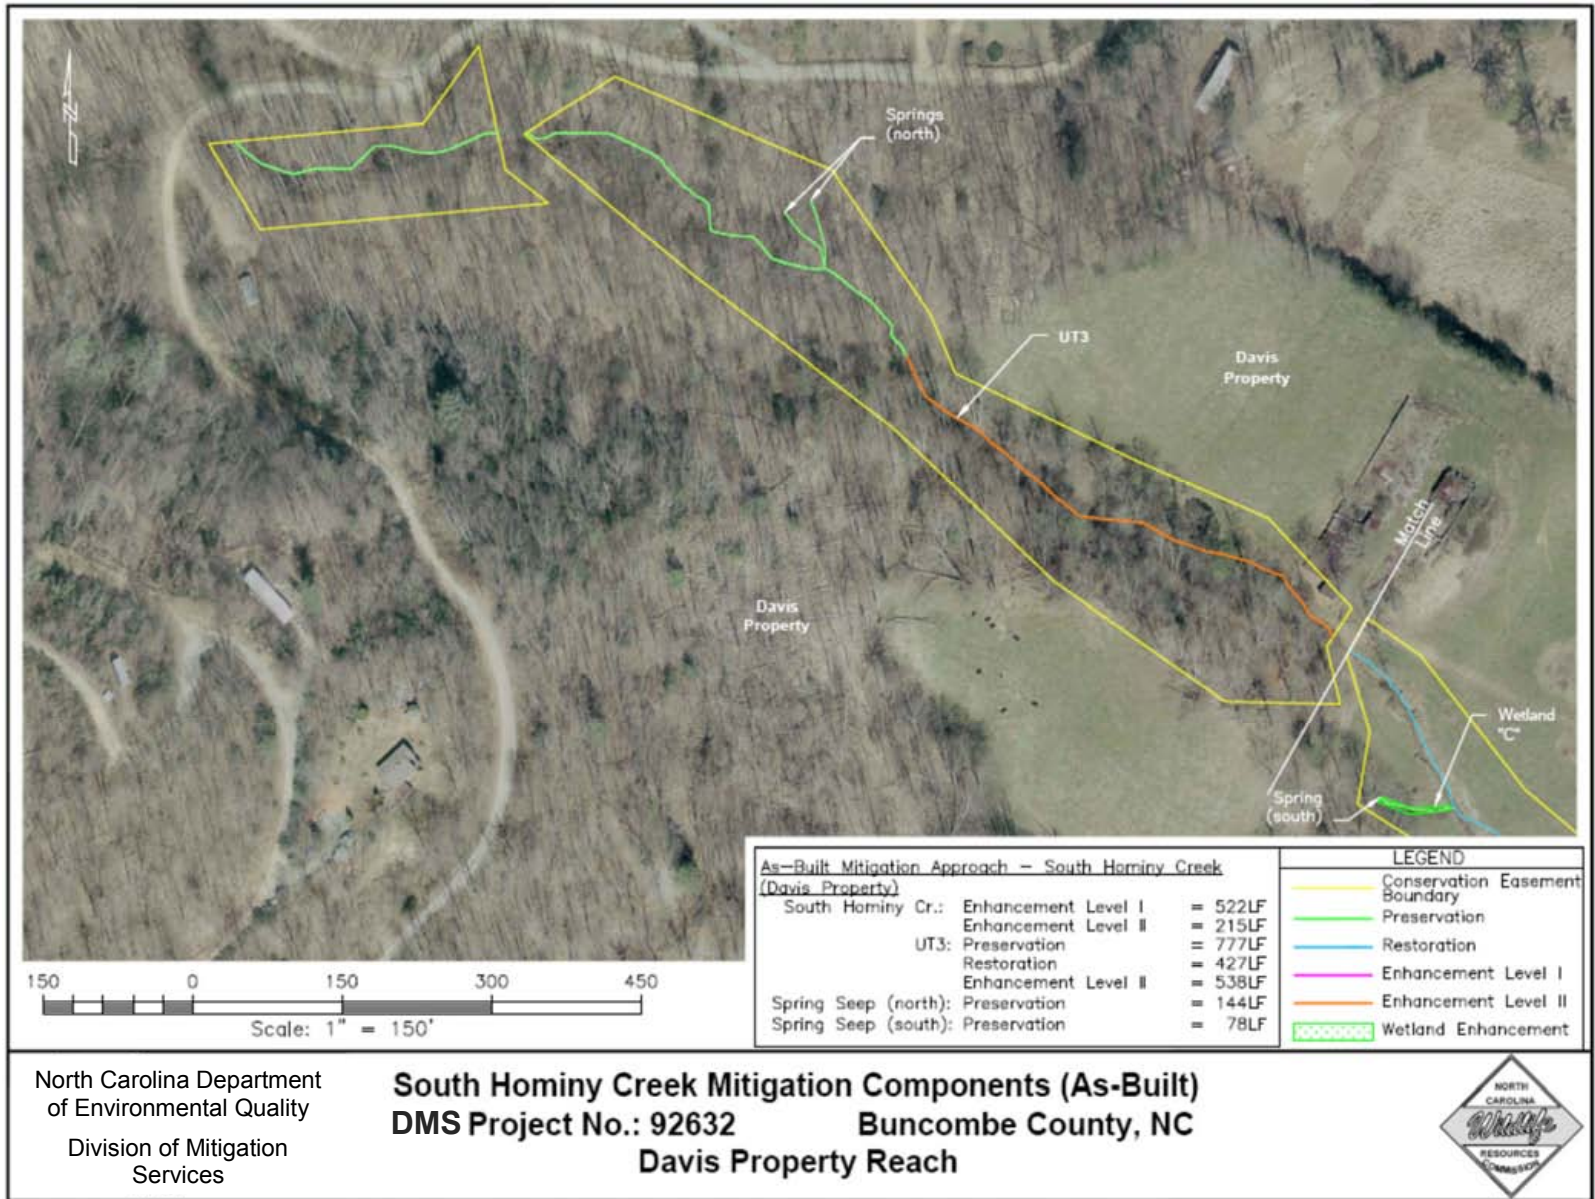 N
Springs
(north)
UT3
Davis
Property
Match
Line
Davis
Property
Wetland
"C"
Spring
(south)
As-Built Mitigation Approach - South Hominy Creek
(Davis Property)
South Hominy Cr.: Enhancement Level I = 522LF
Enhancement Level II = 215LF
UT3: Preservation = 777LF
Restoration = 427LF
Enhancement Level II = 538LF
Spring Seep (north): Preservation = 144LF
Spring Seep (south): Preservation = 78LF
LEGEND
Conservation Easement
Boundary
Preservation
Restoration
Enhancement Level I
Enhancement Level II
Wetland Enhancement
150 0 150 300 450
Scale: 1" = 150'
North Carolina Department
of Environmental Quality
Division of Mitigation
Services
South Hominy Creek Mitigation Components (As-Built)
DMS Project No.: 92632 Buncombe County, NC
Davis Property Reach
NORTH
CAROLINA
Wildlife
RESOURCES
COMMISSION